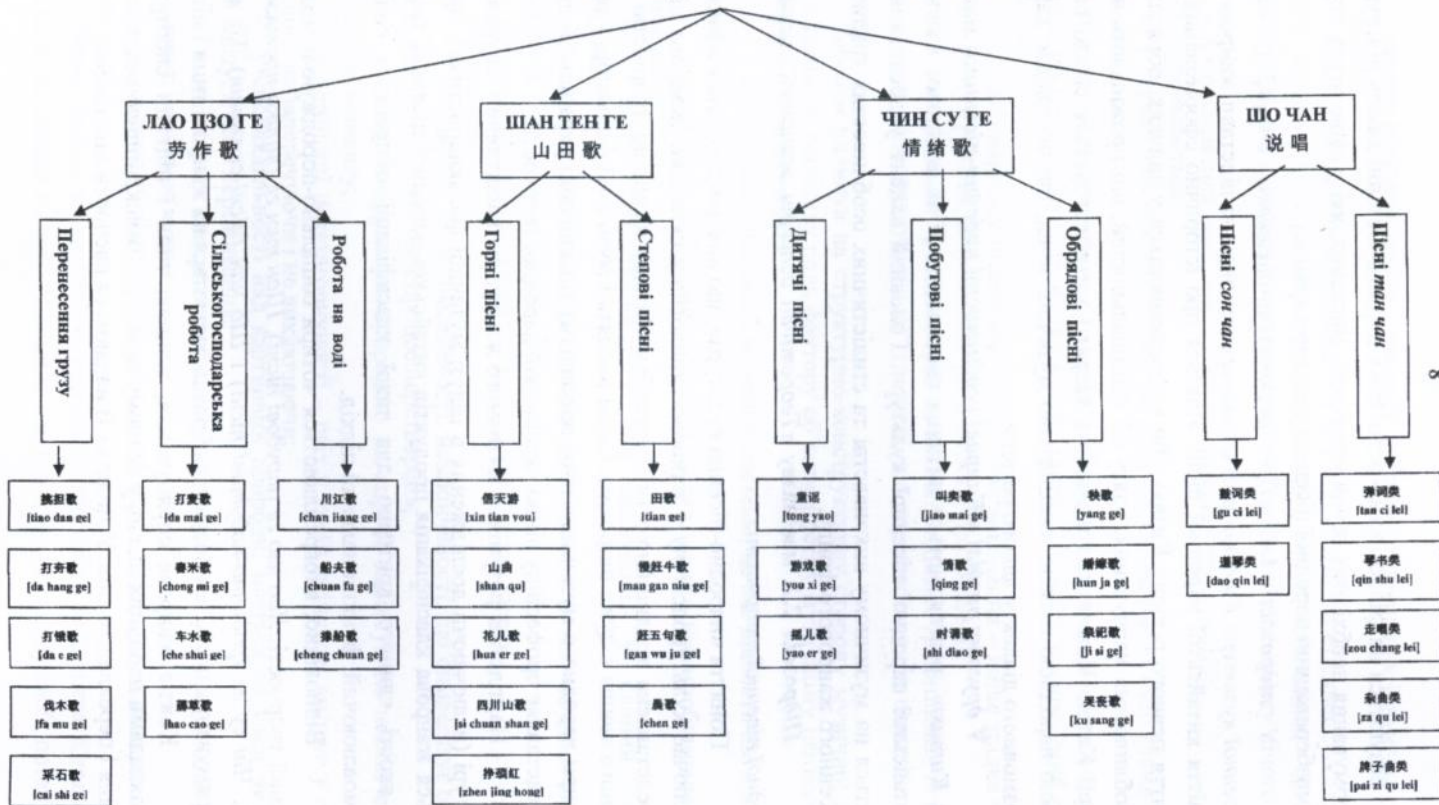 ЛАО ЦЗО ГЕ
劳作歌
ШАН ТЕН ГЕ
山田歌
ЧИН СУ ГЕ
情绪歌
ШО ЧАН
说唱
Перенесення грузу
Сільськогосподарська
робота
Робота на воді
Горні пісні
Степові пісні
Дитячі пісні
Побутові пісні
Обрядові пісні
Пісні сон чан
Пісні тан чан
8
挑担歌
[tiao dan ge]
打夯歌
[da hang ge]
打饿歌
[da e ge]
伐木歌
[fa mu ge]
采石歌
[cai shi ge]
打麦歌
[da mai ge]
舂米歌
[chong mi ge]
车水歌
[che shui ge]
薅草歌
[hao cao ge]
川江歌
[chan jiang ge]
船夫歌
[chuan fu ge]
[cheng chuan ge]
信天游
[xin tian you]
山曲
[shan qu]
花儿歌
[hua er ge]
四川山歌
[si chuan shan ge]
挣颈红
[zhen jing hong]
田歌
[tian ge]
慢赶牛歌
[man gan niu ge]
赶五句歌
[gan wu ju ge]
晨歌
[chen ge]
童谣
[tong yao]
游戏歌
[you xi ge]
摇儿歌
[yao er ge]
叫卖歌
[jiao mai ge]
情歌
[qing ge]
时调歌
[shi diao ge]
秧歌
[yang ge]
婚嫁歌
[hun ja ge]
祭祀歌
[ji si ge]
哭丧歌
[ku sang ge]
鼓词类
[gu ci lei]
道琴类
[dao qin lei]
弹词类
[tan ci lei]
琴书类
[qin shu lei]
走唱类
[zou chang lei]
杂曲类
[za qu lei]
牌子曲类
[pai zi qu lei]